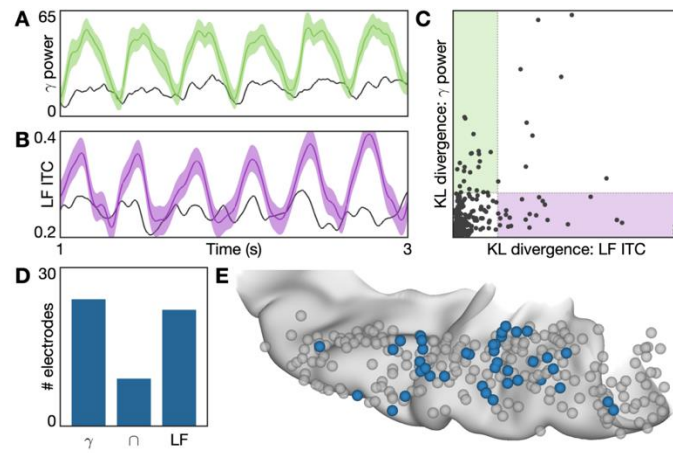 A
65
γ power
0
B
0.4
LF ITC
0.2
1
Time (s)
3
C
KL divergence: γ power
KL divergence: LF ITC
D
30
# electrodes
0
γ
∩
LF
E